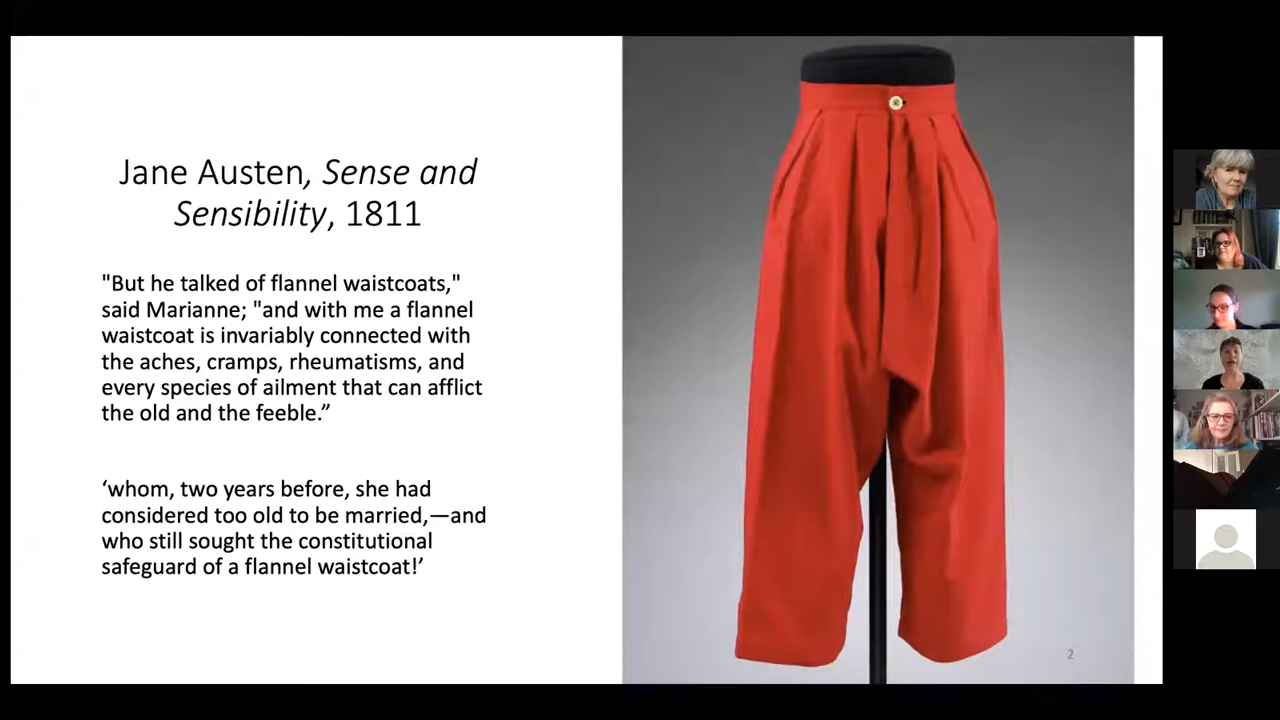 Jane Austen, Sense and
Sensibility, 1811
"But he talked of flannel waistcoats,"
said Marianne; "and with me a flannel
waistcoat is invariably connected with
the aches, cramps, rheumatisms, and
every species of ailment that can afflict
the old and the feeble.”
‘whom, two years before, she had
considered too old to be married,—and
who still sought the constitutional
safeguard of a flannel waistcoat!’
2